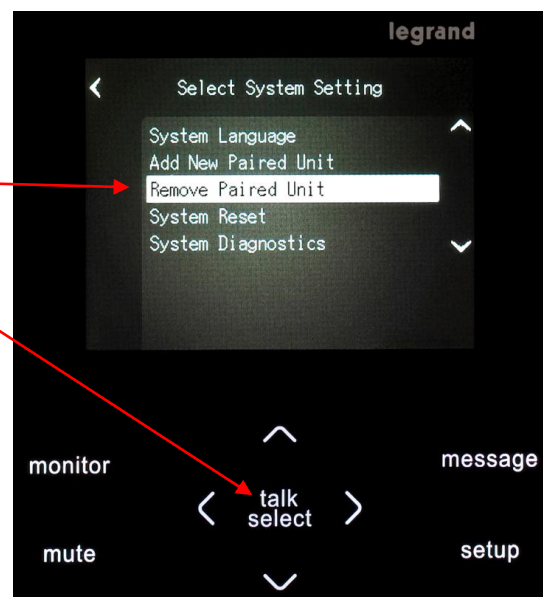 legrand
Select System Setting
System Language
Add New Paired Unit
Remove Paired Unit
System Reset
System Diagnostics
monitor
message
talk
select
mute
setup